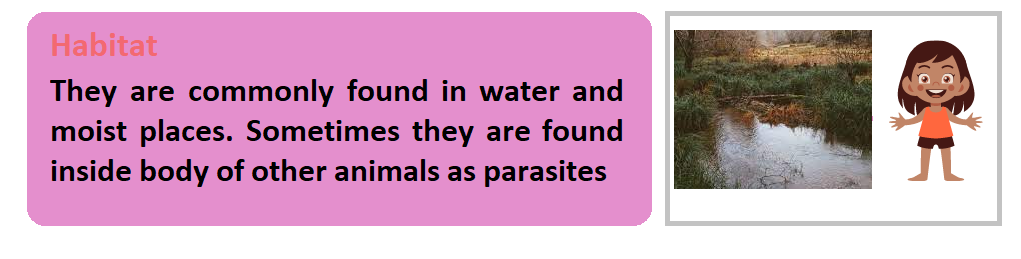 Habitat
They are commonly found in water and
moist places. Sometimes they are found
inside body of other animals as parasites